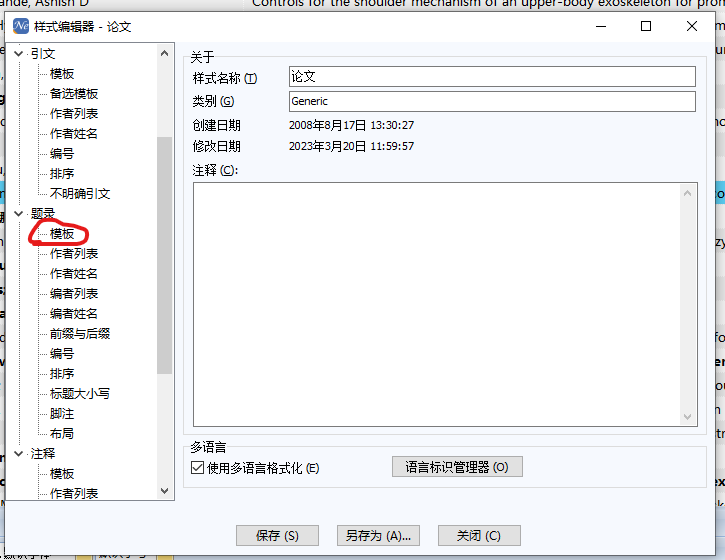 ande, Ashish D
Controls for the shoulder mechanism of an upper-body exoskeleton for prom
Ne 样式编辑器 - 论文
引文
模板
备选模板
作者列表
作者姓名
编号
排序
不明确引文
题录
模板
作者列表
作者姓名
编者列表
编者姓名
前缀与后缀
编号
排序
标题大小写
脚注
布局
注释
模板
作者列表
关于
样式名称 (T)
论文
类别 (G)
Generic
创建日期
2008年8月17日 13:30:27
修改日期
2023年3月20日 11:59:57
注释 (C):
多语言
使用多语言格式化 (E)
语言标识管理器 (O)
保存 (S)
另存为 (A)...
关闭 (C)